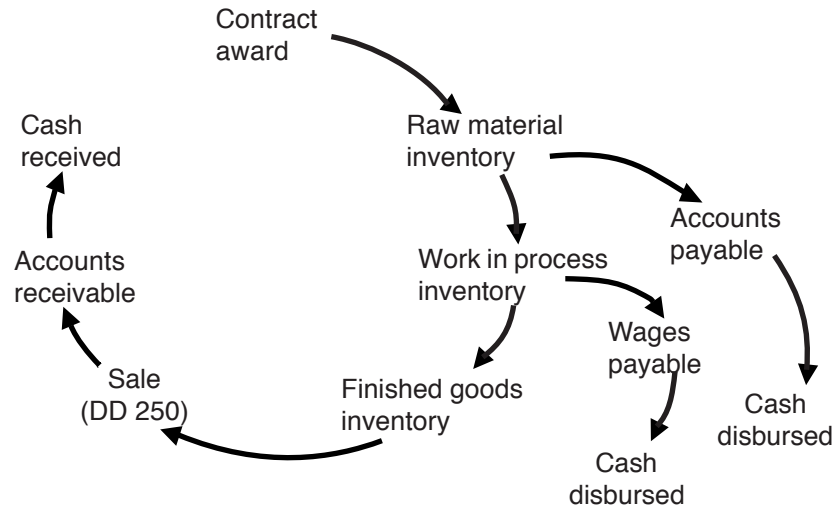 Contract
award
Cash
received
Raw material
inventory
Accounts
payable
Accounts
receivable
Work in process
inventory
Wages
payable
Sale
(DD 250)
Finished goods
inventory
Cash
disbursed
Cash
disbursed